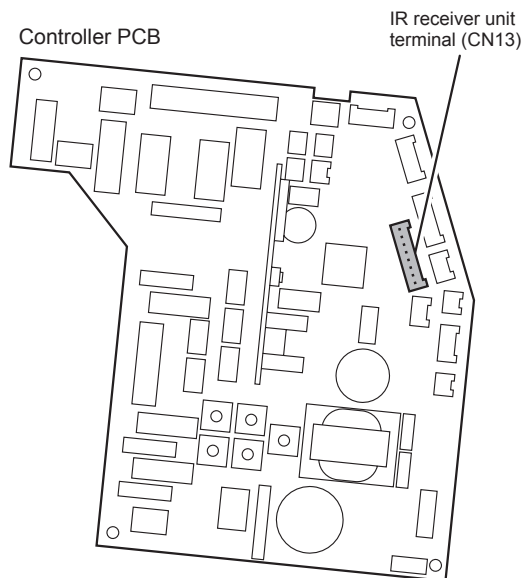 Controller PCB
IR receiver unit
terminal (CN13)